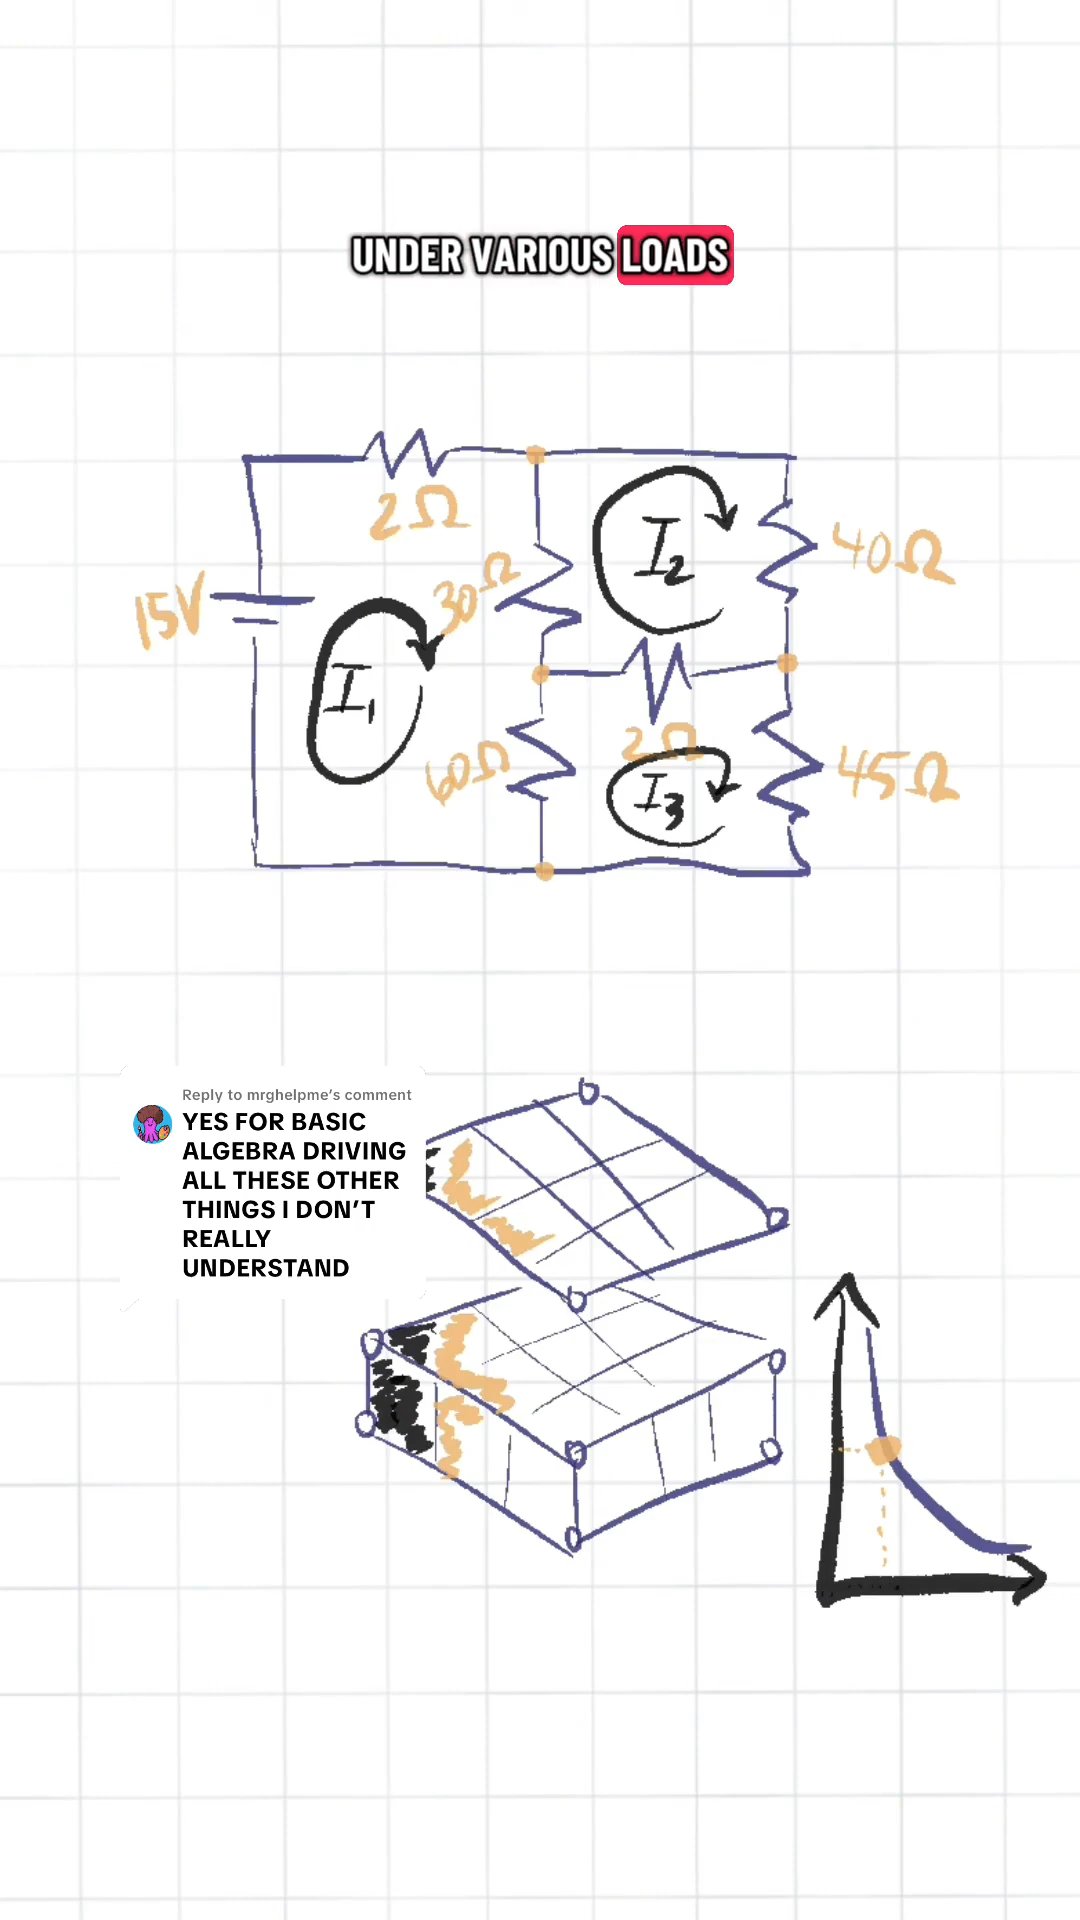 UNDER VARIOUS LOADS
2Ω
I₂
40Ω
30Ω
15V
I₁
2Ω
60Ω
I₃
45Ω
Reply to mrghelpme's comment
YES FOR BASIC
ALGEBRA DRIVING
ALL THESE OTHER
THINGS I DON'T
REALLY
UNDERSTAND